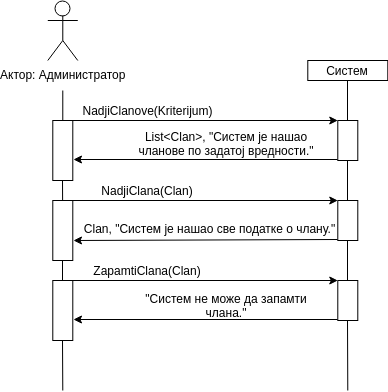 Актор: Администратор
Систем
NadjiClanove(Kriterijum)
List<Clan>, "Систем је нашао
чланове по задатој вредности."
NadjiClana(Clan)
Clan, "Систем је нашао све податке о члану."
ZapamtiClana(Clan)
"Систем не може да запамти
члана."